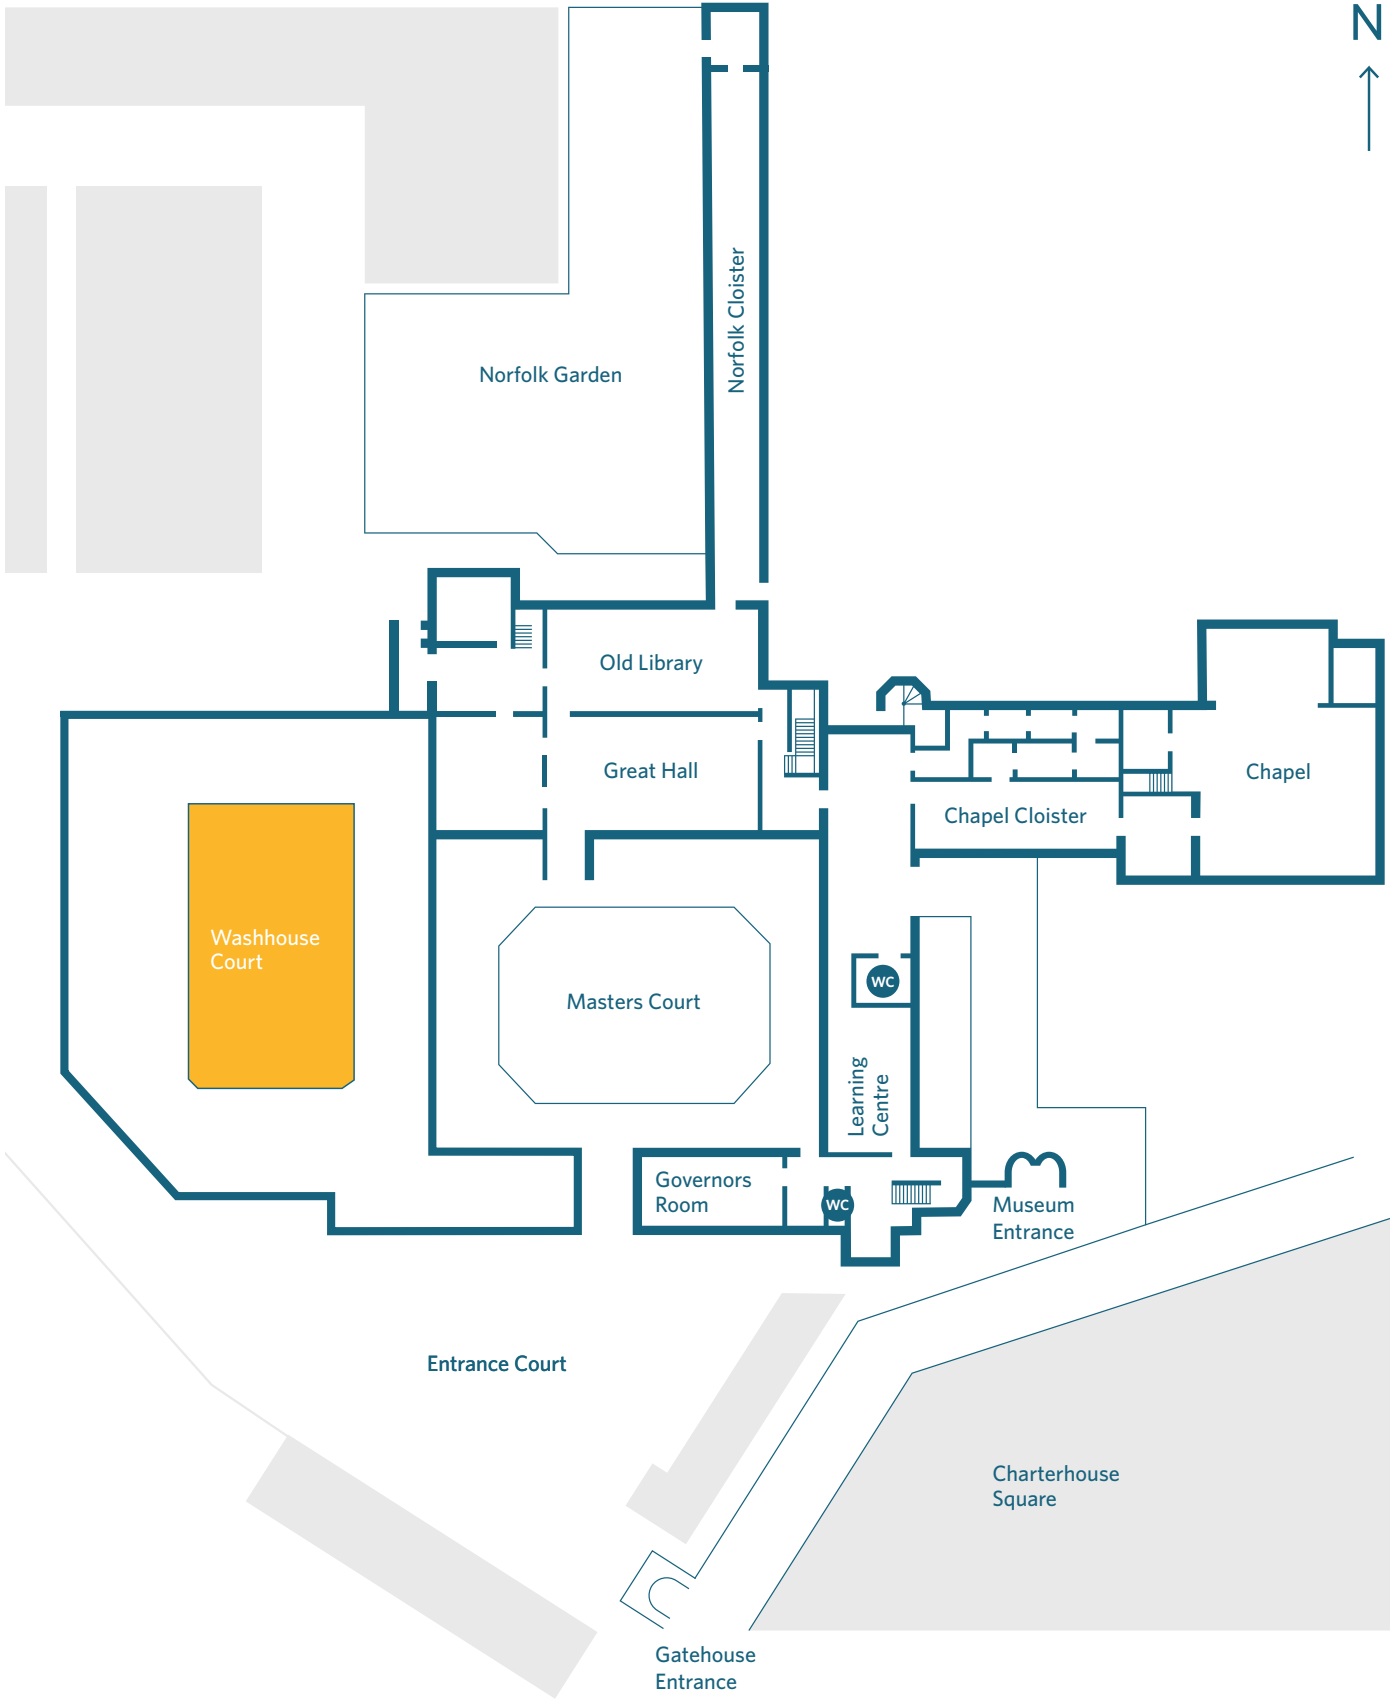 N
Norfolk Cloister
Norfolk Garden
Old Library
Great Hall
Chapel
Chapel Cloister
Washhouse
Court
WC
Masters Court
Learning
Centre
Governors
Room
WC
Museum
Entrance
Entrance Court
Charterhouse
Square
Gatehouse
Entrance